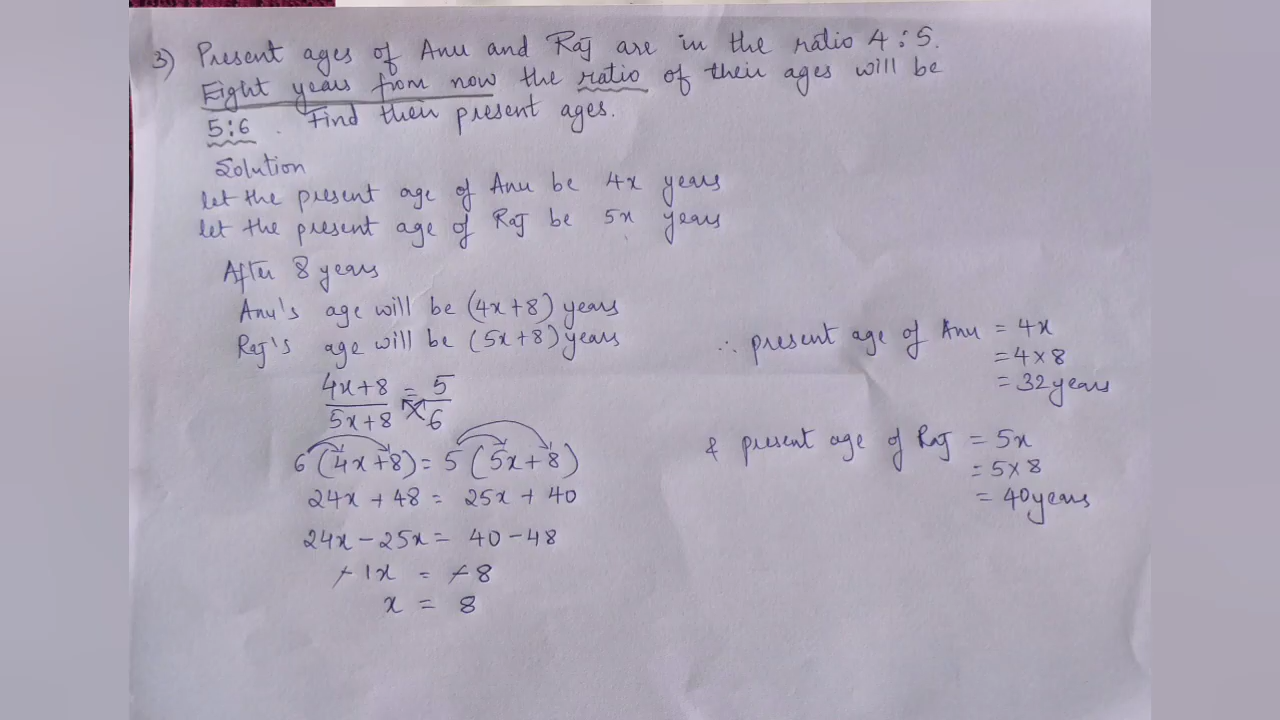 3) Present ages of Anu and Raj are in the ratio 4:5.
Eight years from now the ratio of their ages will be
5:6. Find their present ages.
Solution
let the present age of Anu be 4x years
let the present age of Raj be 5x years
After 8 years
Anu's age will be (4x+8) years
Raj's age will be (5x+8) years
4x+8 = 5
5x+8 6
6(4x+8) = 5(5x+8)
24x + 48 = 25x + 40
24x - 25x = 40 - 48
-1x = -8
x = 8
∴ present age of Anu = 4x
= 4×8
= 32 years
& present age of Raj = 5x
= 5×8
= 40 years